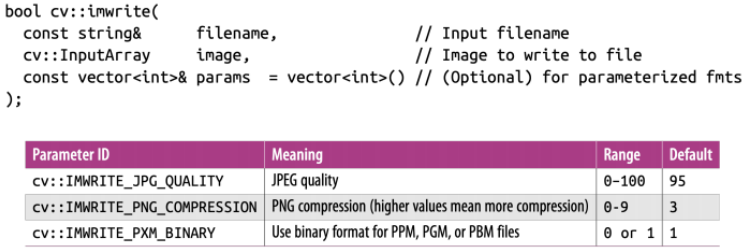 bool cv::imwrite(
const string& filename, // Input filename
cv::InputArray image, // Image to write to file
const vector<int>& params = vector<int>() // (Optional) for parameterized fmts
);
Parameter ID Meaning Range Default
cv::IMWRITE_JPG_QUALITY JPEG quality 0–100 95
cv::IMWRITE_PNG_COMPRESSION PNG compression (higher values mean more compression) 0-9 3
cv::IMWRITE_PXM_BINARY Use binary format for PPM, PGM, or PBM files 0 or 1 1